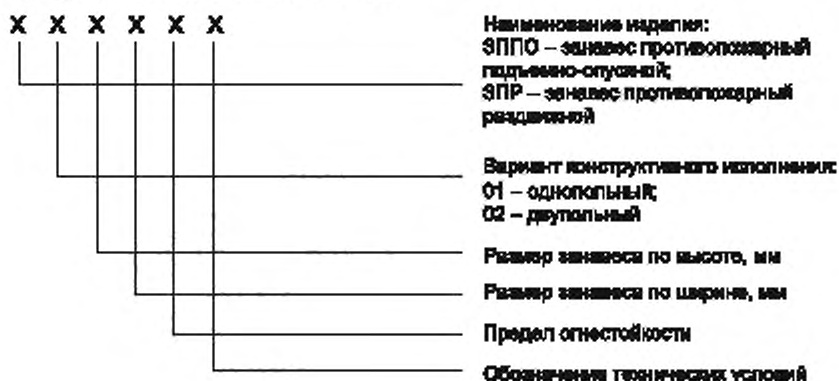 X X X X X X
Наименование изделия:
ЗППО – занавес противопожарный
подъемно-опускной;
ЗПР – занавес противопожарный
раздвижной
Вариант конструктивного исполнения:
01 – однопольный;
02 – двупольный
Размер занавеса по высоте, мм
Размер занавеса по ширине, мм
Предел огнестойкости
Обозначение технических условий